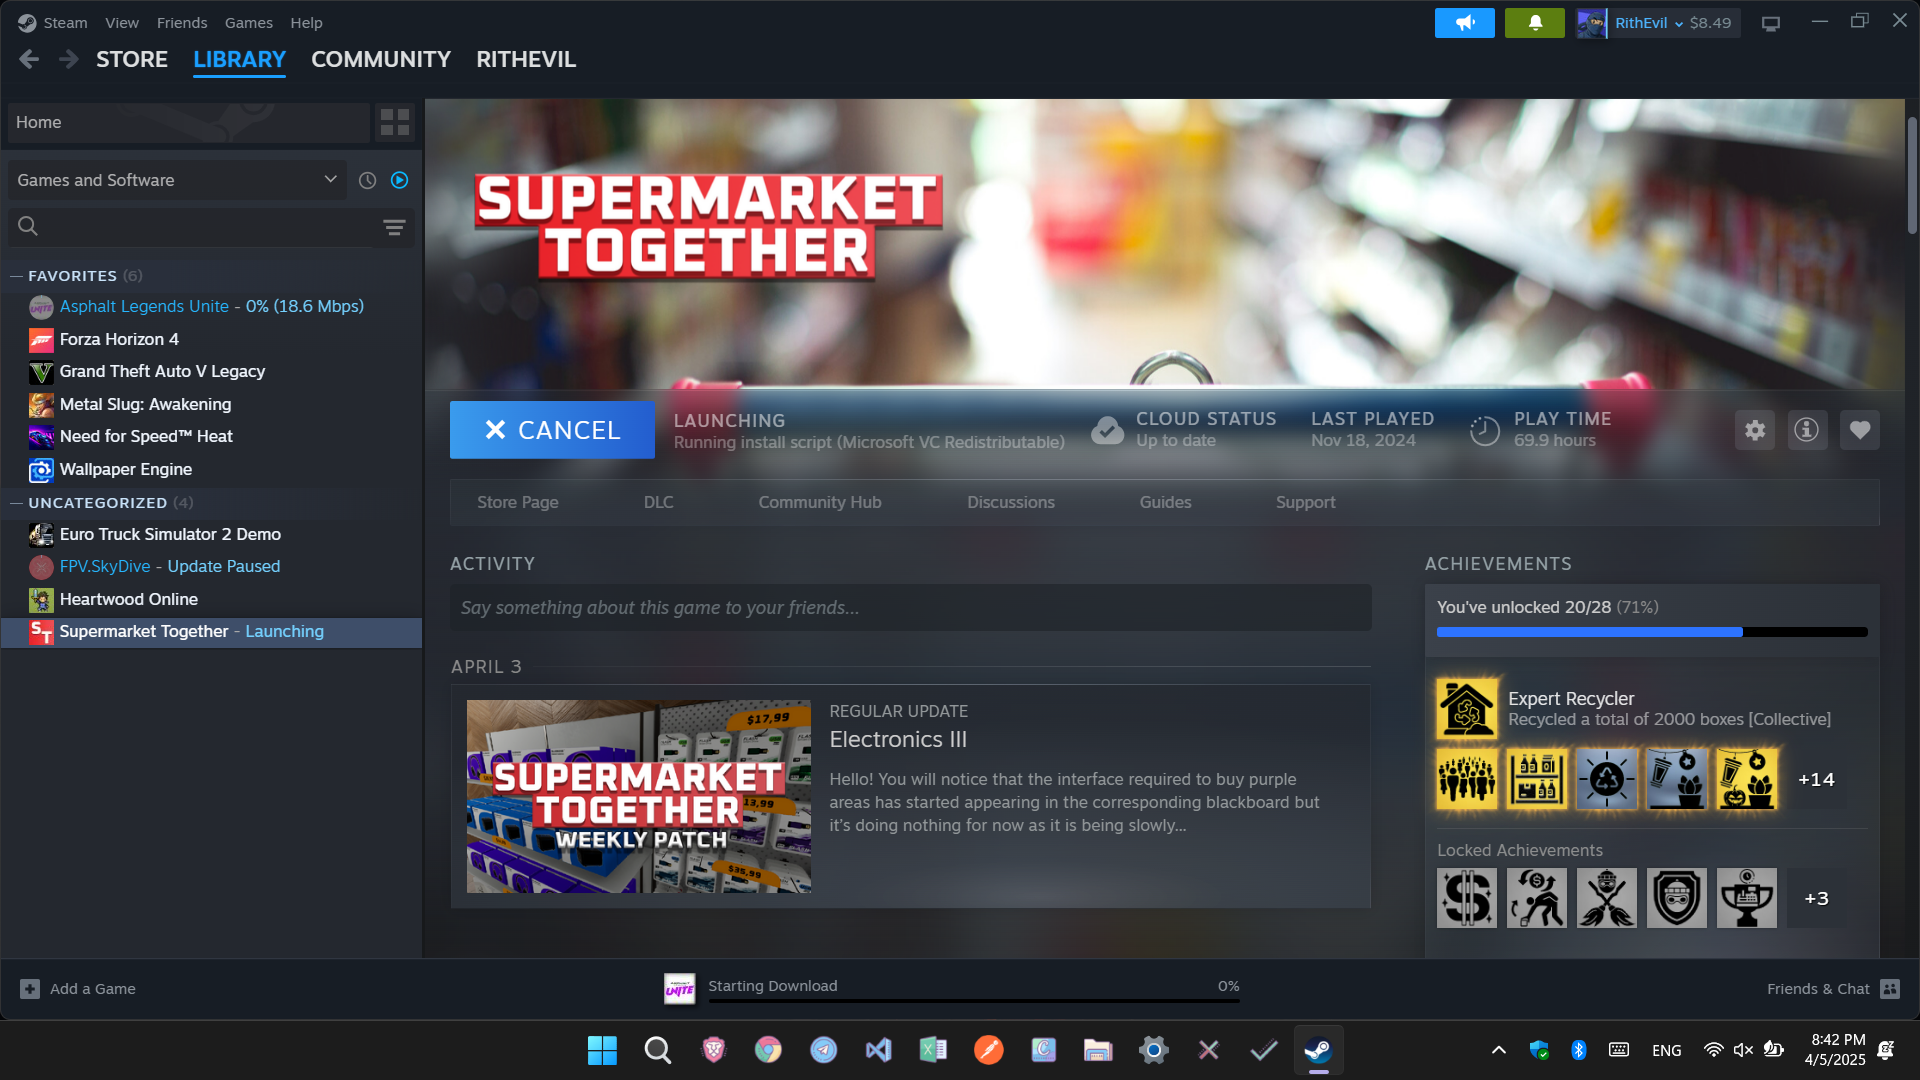 Steam View Friends Games Help
RithEvil $8.49
STORE LIBRARY COMMUNITY RITHEVIL
Home
Games and Software
FAVORITES (6)
Asphalt Legends Unite - 0% (18.6 Mbps)
Forza Horizon 4
Grand Theft Auto V Legacy
Metal Slug: Awakening
Need for Speed™ Heat
Wallpaper Engine
UNCATEGORIZED (4)
Euro Truck Simulator 2 Demo
FPV.SkyDive - Update Paused
Heartwood Online
Supermarket Together - Launching
SUPERMARKET
TOGETHER
CANCEL
LAUNCHING
Running install script (Microsoft VC Redistributable)
CLOUD STATUS
Up to date
LAST PLAYED
Nov 18, 2024
PLAY TIME
69.9 hours
Store Page DLC Community Hub Discussions Guides Support
ACTIVITY
Say something about this game to your friends...
APRIL 3
$17,99
SUPERMARKET
TOGETHER
WEEKLY PATCH
13,99
$35,99
REGULAR UPDATE
Electronics III
Hello! You will notice that the interface required to buy purple
areas has started appearing in the corresponding blackboard but
it's doing nothing for now as it is being slowly...
ACHIEVEMENTS
You've unlocked 20/28 (71%)
Expert Recycler
Recycled a total of 2000 boxes [Collective]
+14
Locked Achievements
+3
Add a Game
UNITE
Starting Download 0%
Friends & Chat
ENG
8:42 PM
4/5/2025